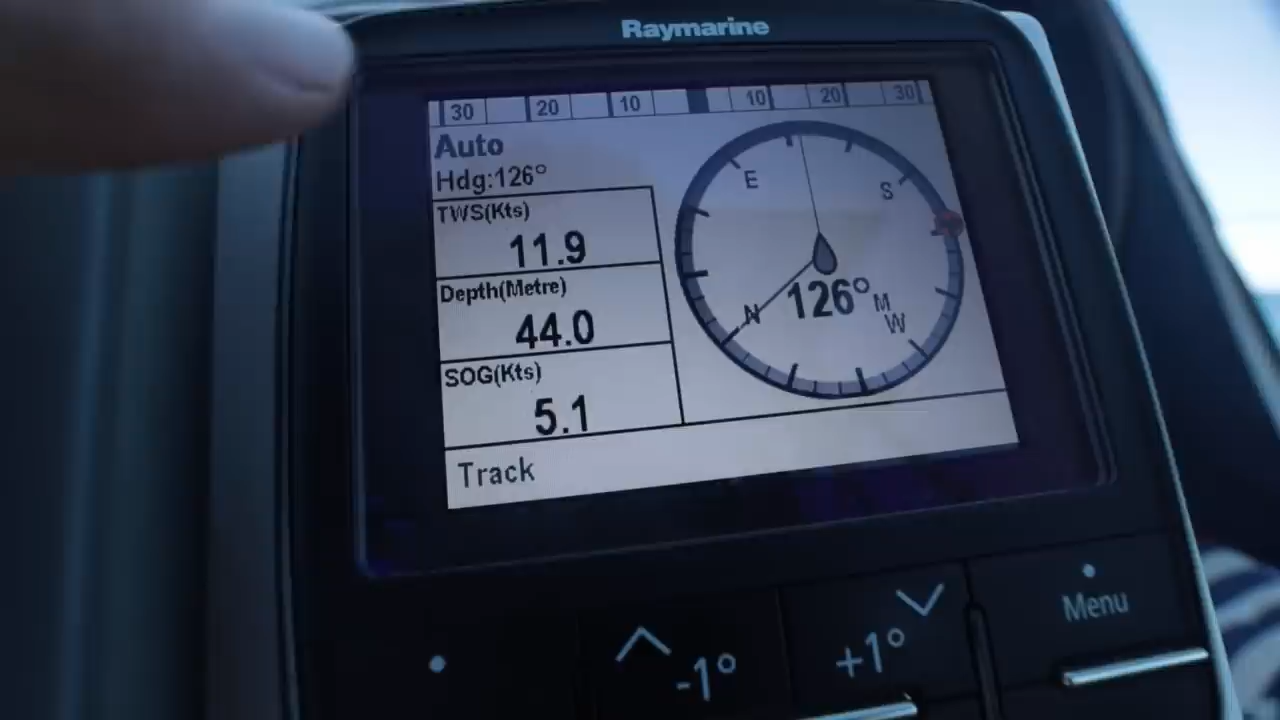 Raymarine
30 20 10 10 20 30
Auto
Hdg:126°
TWS(Kts)
11.9
Depth(Metre)
44.0
SOG(Kts)
5.1
Track
E
S
N
W
126°M
-1°
+1°
Menu